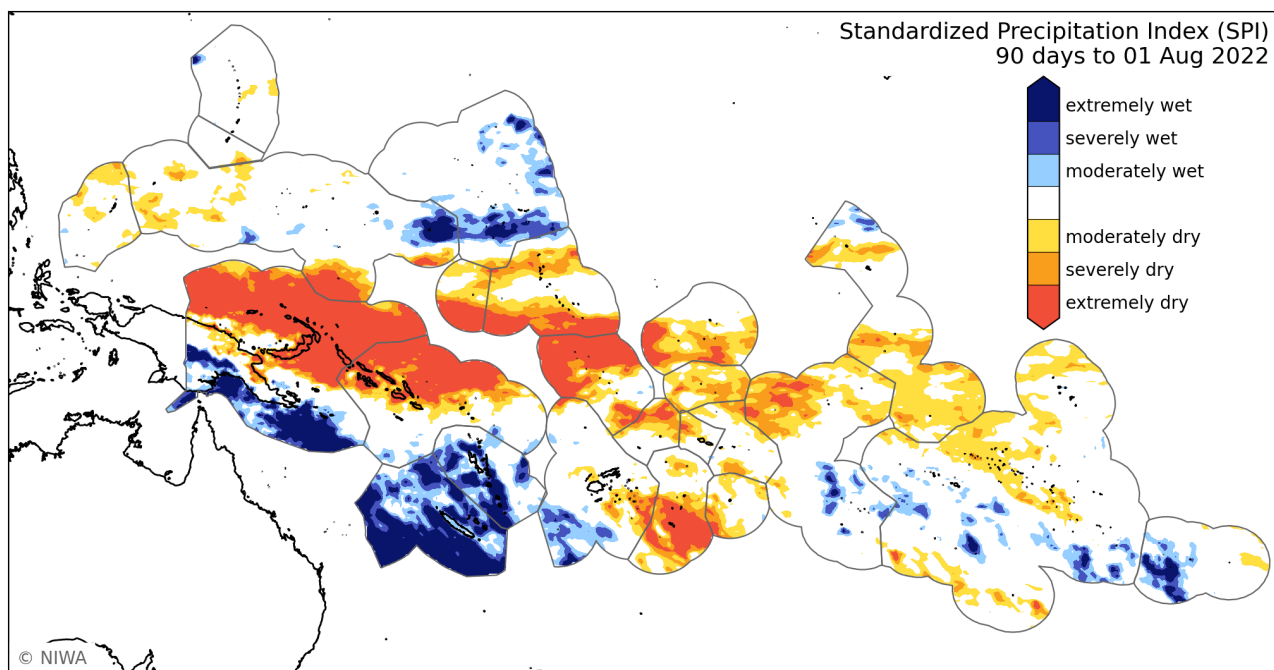 Standardized Precipitation Index (SPI)
90 days to 01 Aug 2022
extremely wet
severely wet
moderately wet
moderately dry
severely dry
extremely dry
© NIWA